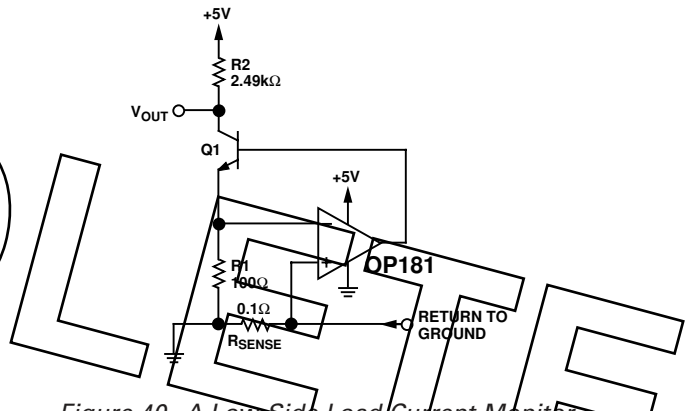 +5V
R2
2.49kΩ
VOUT
Q1
+5V
−
+
OP181
R1
100Ω
0.1Ω
RSENSE
RETURN TO
GROUND
LETE
Figure 40. A Low-Side Load Current Monitor